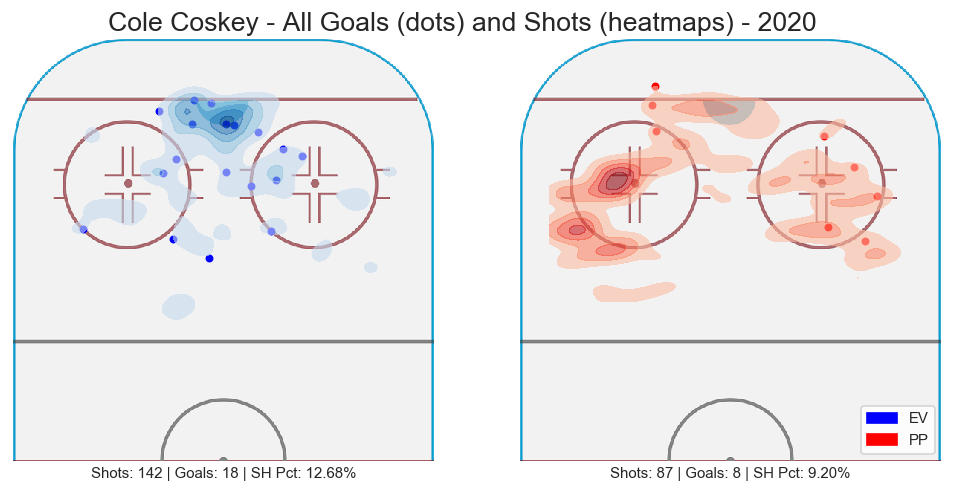 Cole Coskey - All Goals (dots) and Shots (heatmaps) - 2020
EV
PP
Shots: 142 | Goals: 18 | SH Pct: 12.68%
Shots: 87 | Goals: 8 | SH Pct: 9.20%